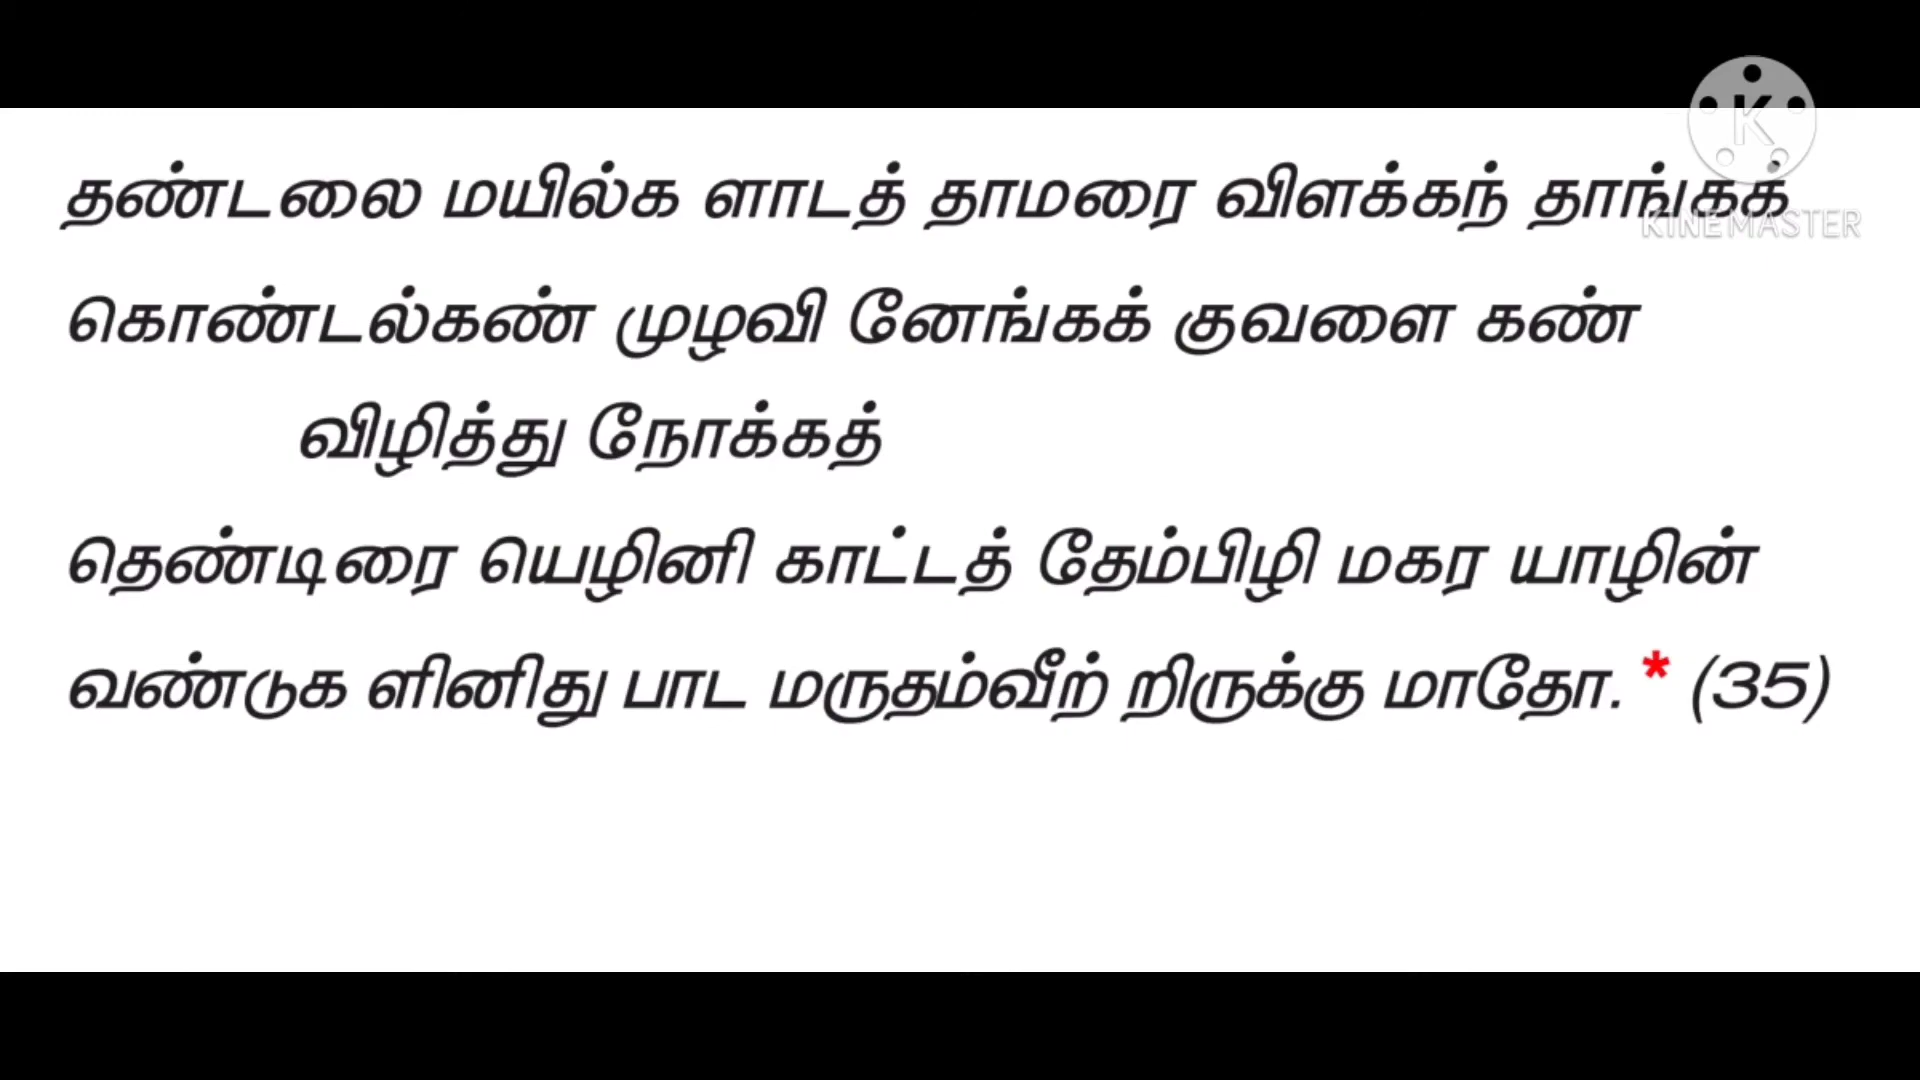 தண்டலை மயில்க ளாடத் தாமரை விளக்கந் தாங்கக்
கொண்டல்கண் முழவி னேங்கக் குவளை கண்
விழித்து நோக்கத்
தெண்டிரை யெழினி காட்டத் தேம்பிழி மகர யாழின்
வண்டுக ளினிது பாட மருதம்வீற் றிருக்கு மாதோ. * (35)
K
KINEMASTER